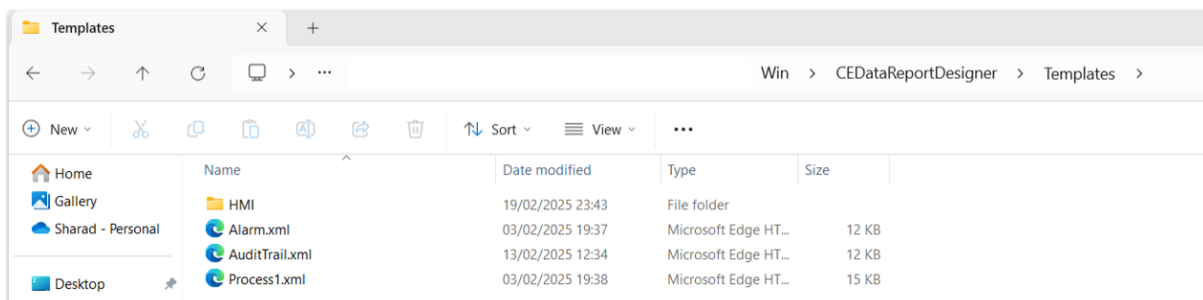 Templates
Win > CEDataReportDesigner > Templates >
New Sort View
Home
Gallery
Sharad - Personal
Desktop
Name Date modified Type Size
HMI 19/02/2025 23:43 File folder
Alarm.xml 03/02/2025 19:37 Microsoft Edge HT... 12 KB
AuditTrail.xml 13/02/2025 12:34 Microsoft Edge HT... 12 KB
Process1.xml 03/02/2025 19:38 Microsoft Edge HT... 15 KB